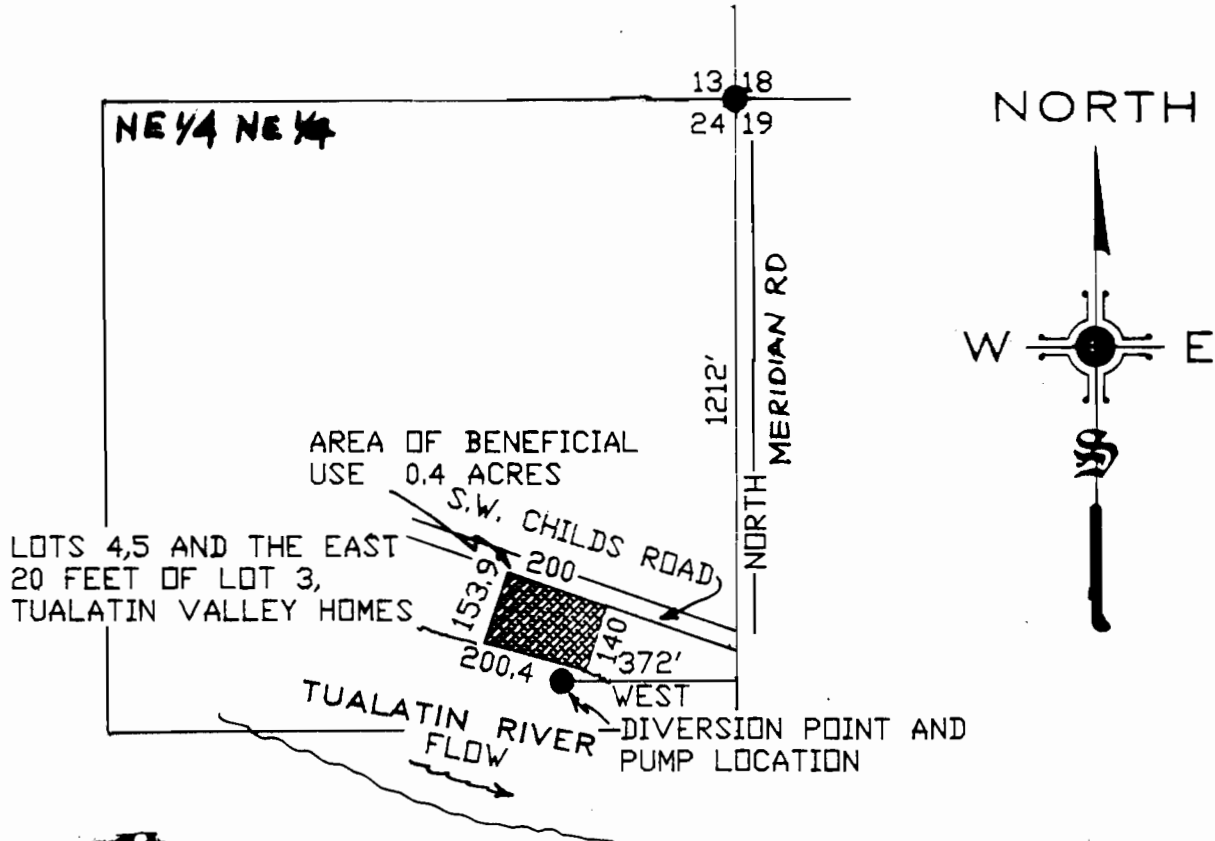 13 18
24 19
NE 1/4 NE 1/4
NORTH
W E
S
1212'
NORTH
MERIDIAN RD
AREA OF BENEFICIAL
USE 0.4 ACRES
S.W. CHILDS ROAD
LOTS 4,5 AND THE EAST
20 FEET OF LOT 3,
TUALATIN VALLEY HOMES
200
153.9
140
200.4
372'
WEST
TUALATIN RIVER
FLOW
DIVERSION POINT AND
PUMP LOCATION